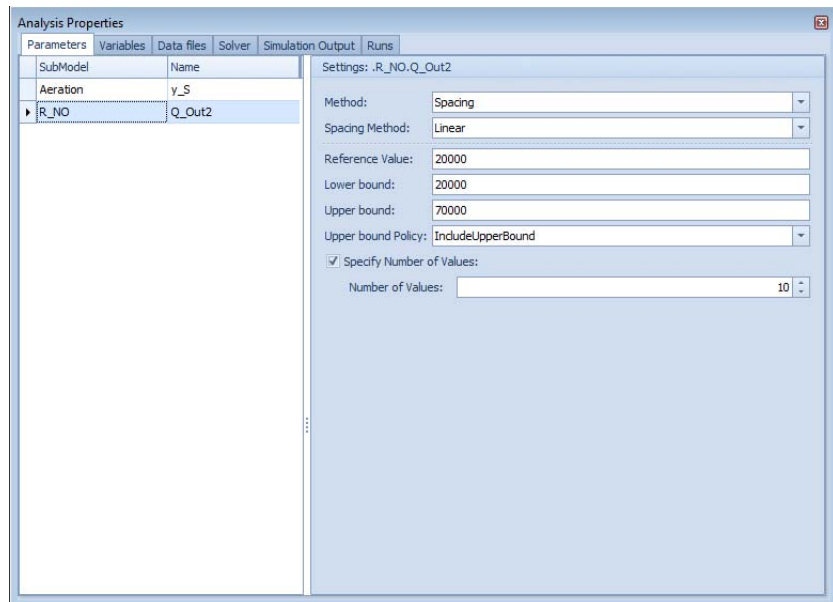 Analysis Properties
Parameters Variables Data files Solver Simulation Output Runs
SubModel Name
Aeration y_S
R_NO Q_Out2
Settings: .R_NO.Q_Out2
Method: Spacing
Spacing Method: Linear
Reference Value: 20000
Lower bound: 20000
Upper bound: 70000
Upper bound Policy: IncludeUpperBound
Specify Number of Values:
Number of Values: 10